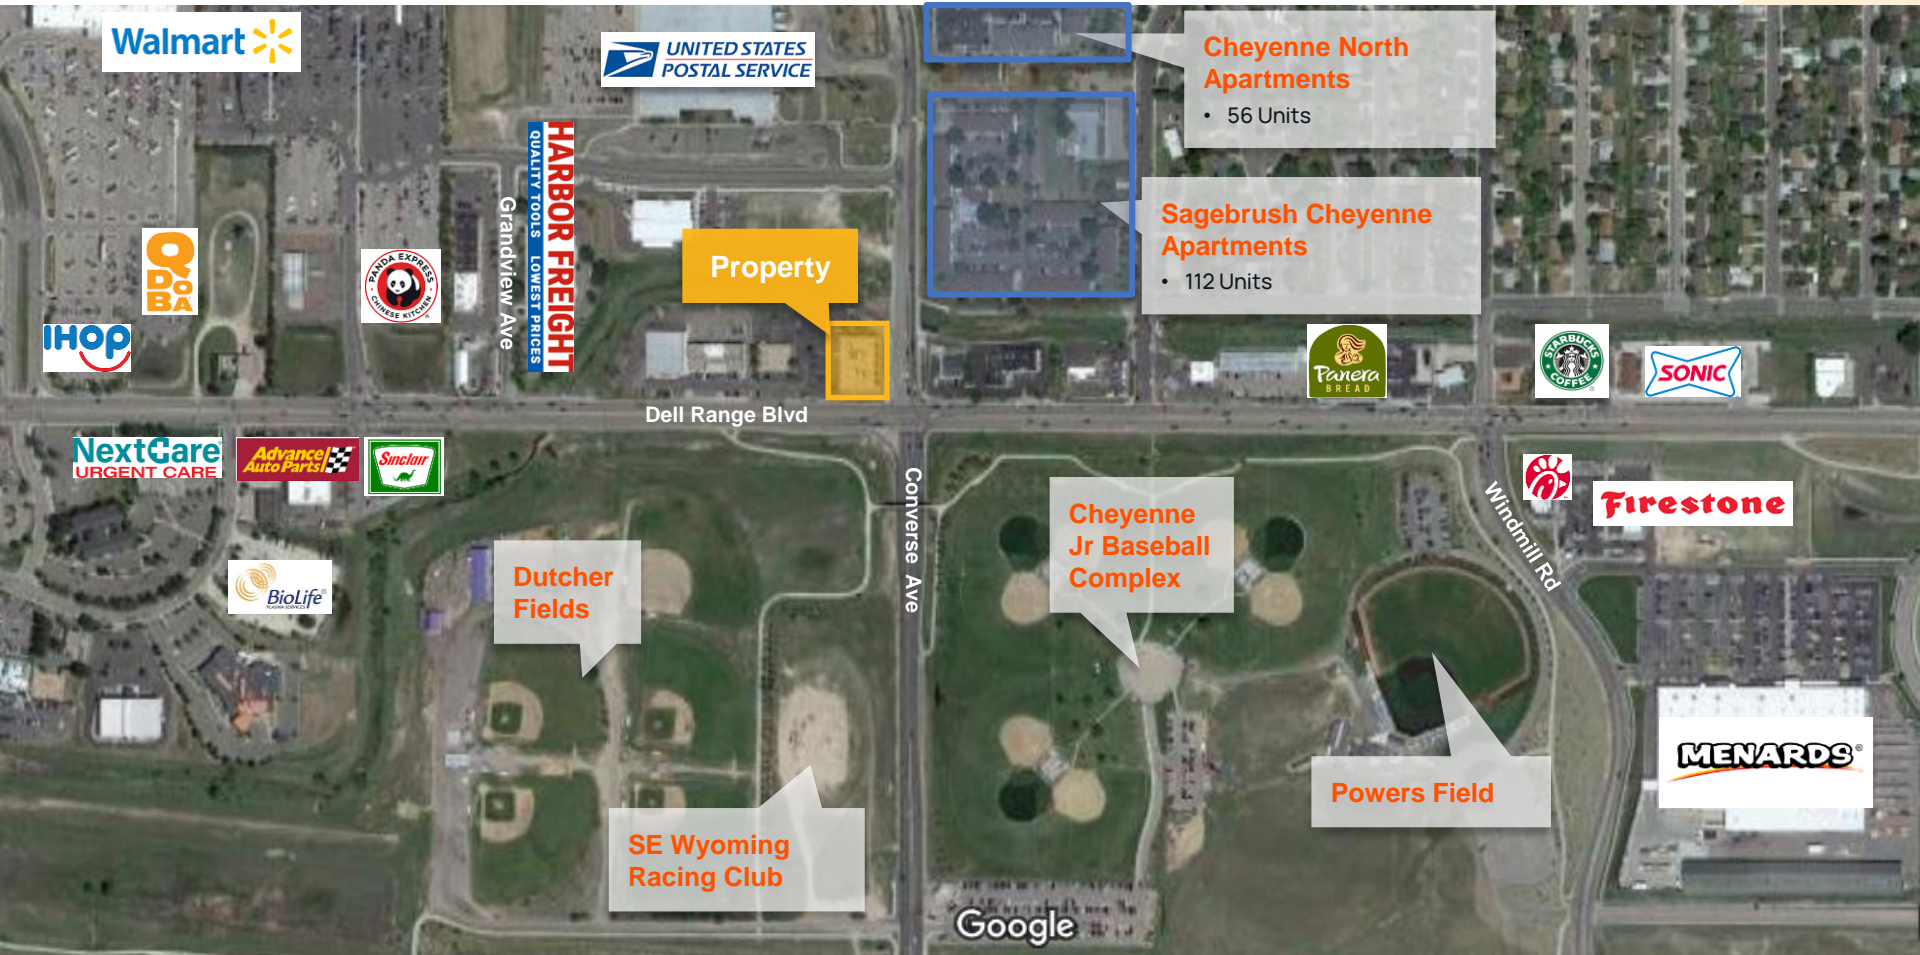 Walmart
UNITED STATES
POSTAL SERVICE
Cheyenne North
Apartments
• 56 Units
HARBOR FREIGHT
QUALITY TOOLS LOWEST PRICES
Grandview Ave
Sagebrush Cheyenne
Apartments
• 112 Units
QDOBA
PANDA EXPRESS
CHINESE KITCHEN
Property
IHOP
Panera
BREAD
STARBUCKS
COFFEE
SONIC
Dell Range Blvd
NextCare
URGENT CARE
Advance
Auto Parts
Sinclair
Converse Ave
Windmill Rd
Firestone
Cheyenne
Jr Baseball
Complex
Dutcher
Fields
BioLife
PLASMA SERVICES
MENARDS
Powers Field
SE Wyoming
Racing Club
Google